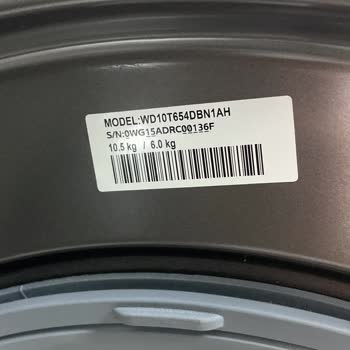 MODEL:WD10T654DBN1AH
S/N:0WG15ADRC00136F
10.5 kg / 6.0 kg